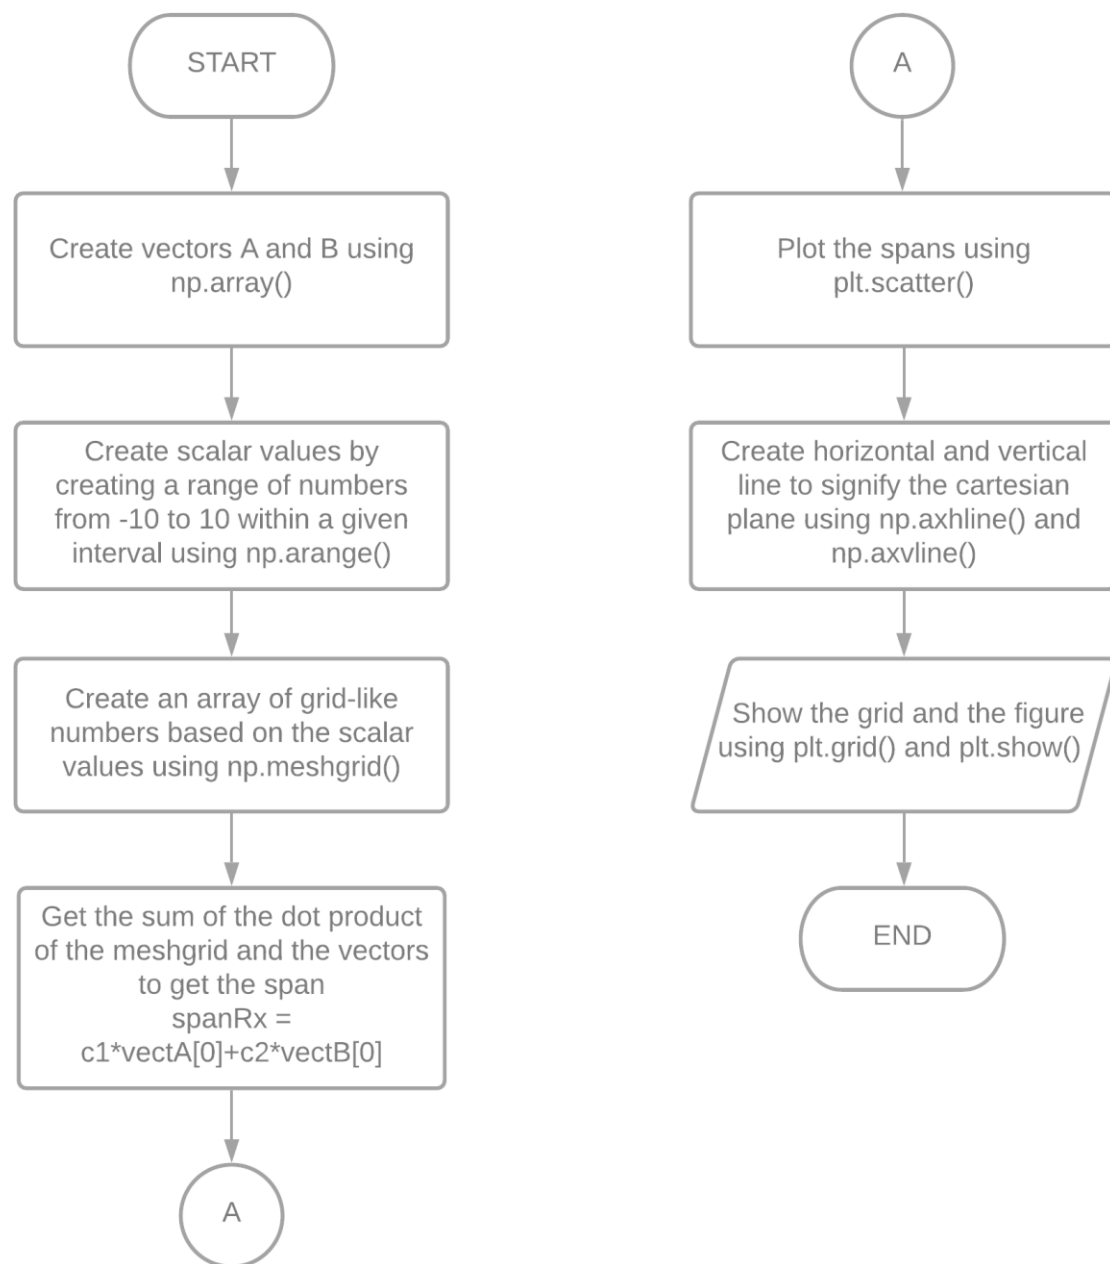 START
Create vectors A and B using
np.array()
Create scalar values by
creating a range of numbers
from -10 to 10 within a given
interval using np.arange()
Create an array of grid-like
numbers based on the scalar
values using np.meshgrid()
Get the sum of the dot product
of the meshgrid and the vectors
to get the span
spanRx =
c1*vectA[0]+c2*vectB[0]
A
A
Plot the spans using
plt.scatter()
Create horizontal and vertical
line to signify the cartesian
plane using np.axhline() and
np.axvline()
Show the grid and the figure
using plt.grid() and plt.show()
END